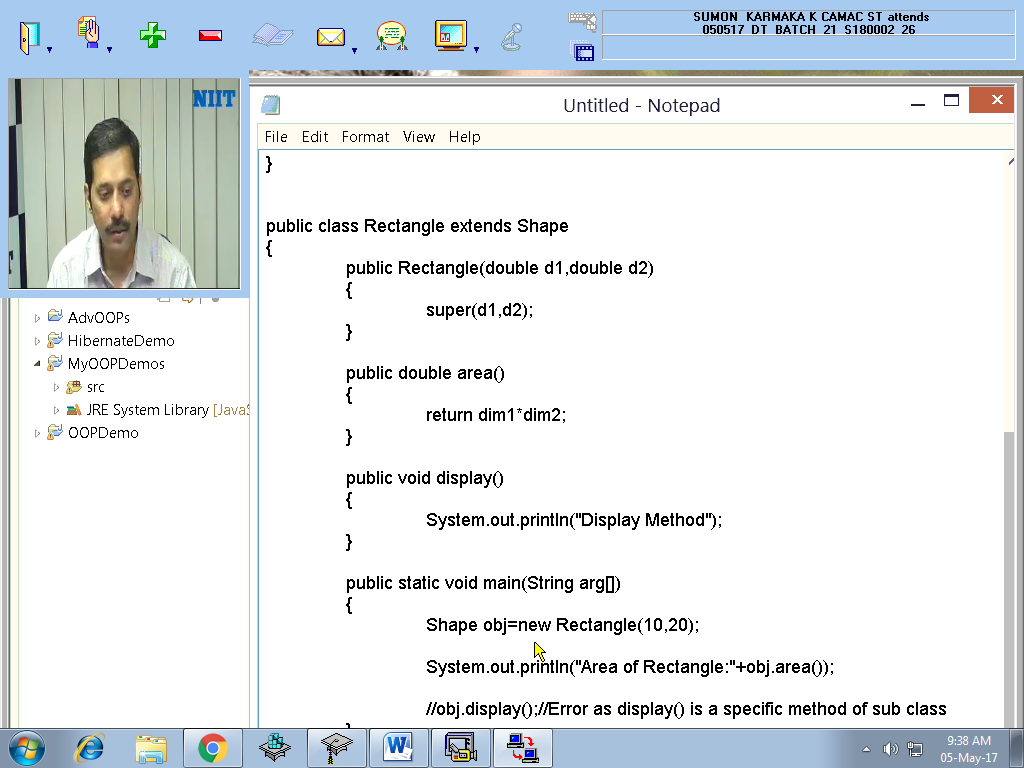 SUMON KARMAKA K CAMAC ST attends
050517 DT BATCH 21 S180002 26
NIIT
Untitled - Notepad
File Edit Format View Help
}
public class Rectangle extends Shape
{
public Rectangle(double d1,double d2)
{
super(d1,d2);
}
public double area()
{
return dim1*dim2;
}
public void display()
{
System.out.println("Display Method");
}
public static void main(String arg[])
{
Shape obj=new Rectangle(10,20);
System.out.println("Area of Rectangle:"+obj.area());
//obj.display();//Error as display() is a specific method of sub class
AdvOOPs
HibernateDemo
MyOOPDemos
src
JRE System Library [JavaS
OOPDemo
9:38 AM
05-May-17